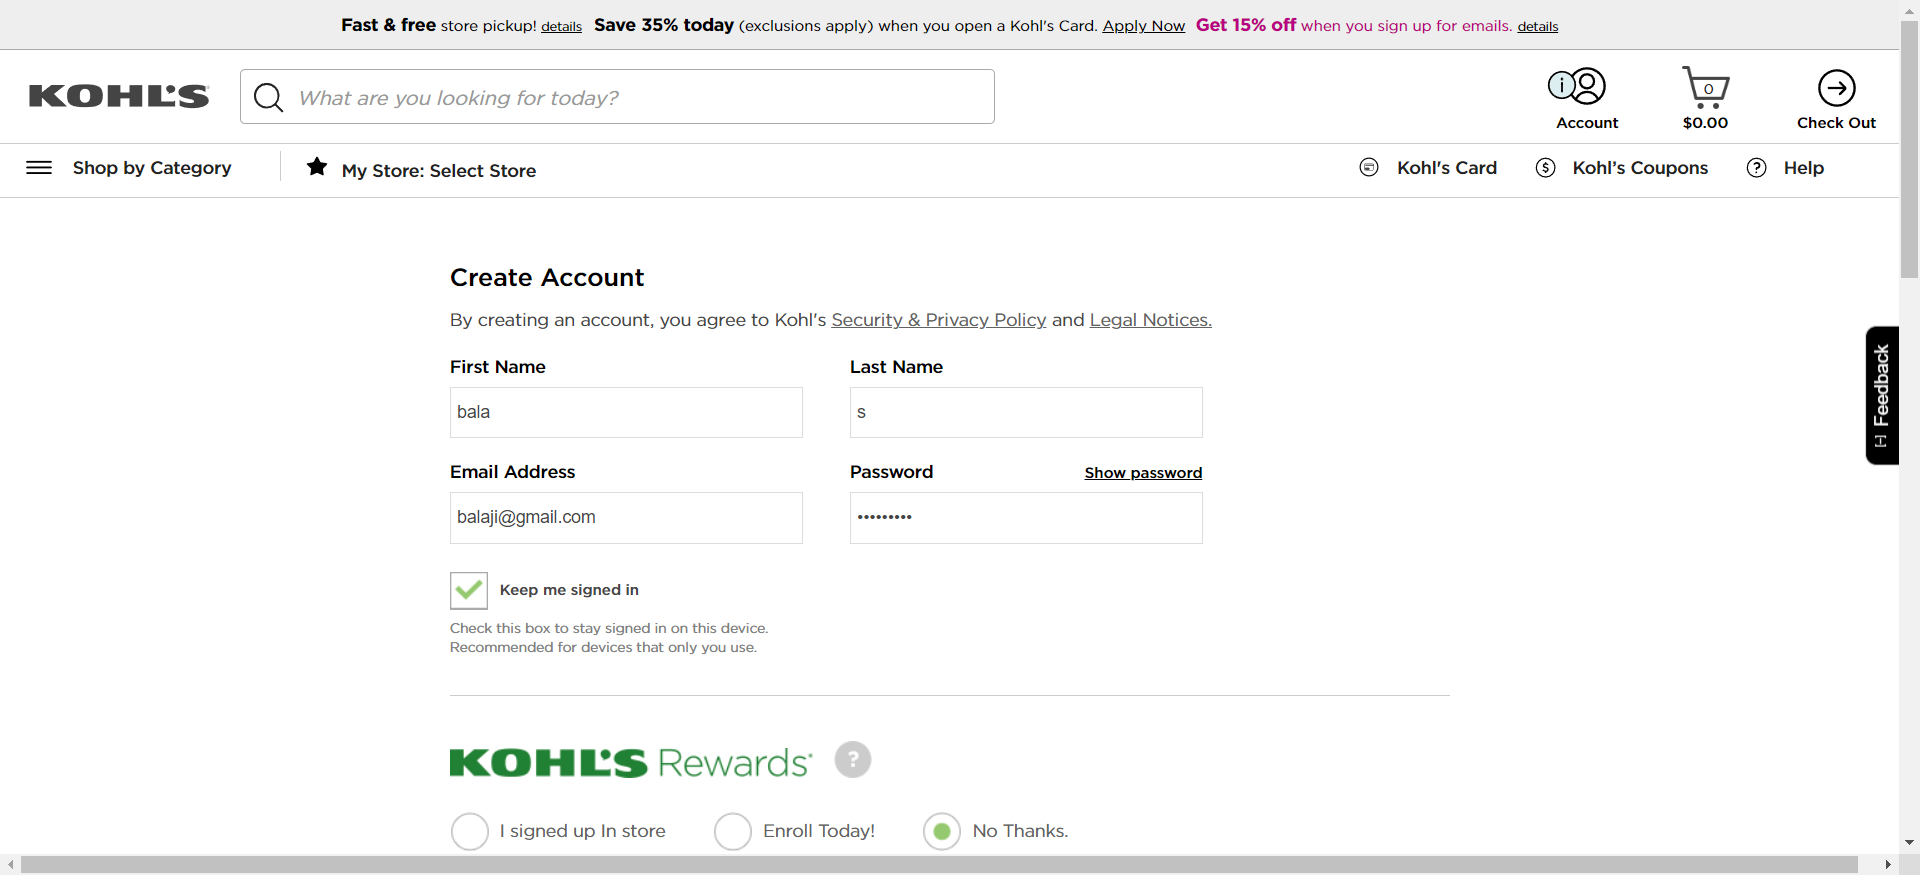 Fast & free store pickup! details Save 35% today (exclusions apply) when you open a Kohl's Card. Apply Now Get 15% off when you sign up for emails. details
KOHL'S What are you looking for today?
i
0
Account $0.00 Check Out
Shop by Category My Store: Select Store Kohl's Card $ Kohl's Coupons ? Help
Create Account
By creating an account, you agree to Kohl's Security & Privacy Policy and Legal Notices.
First Name Last Name
bala s
Email Address Password Show password
balaji@gmail.com •••••••••
Keep me signed in
Check this box to stay signed in on this device.
Recommended for devices that only you use.
KOHL'S Rewards ?
I signed up In store Enroll Today! No Thanks.
[-] Feedback